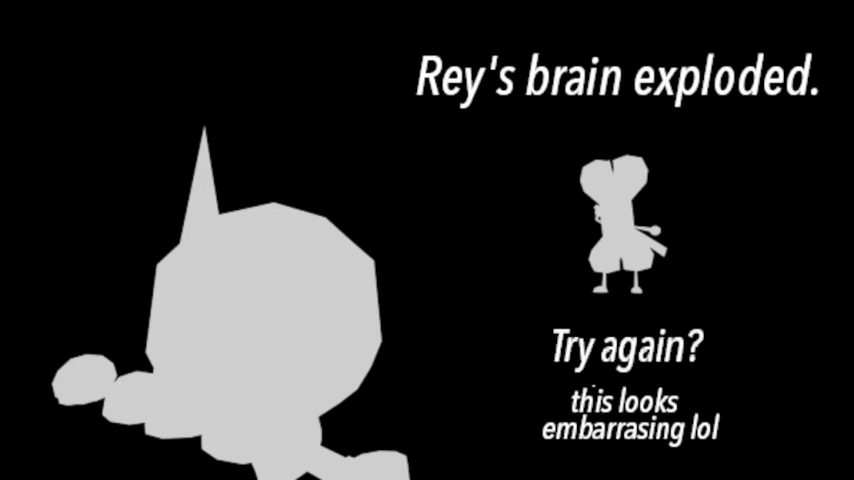 Rey's brain exploded.
Try again?
this looks
embarrasing lol